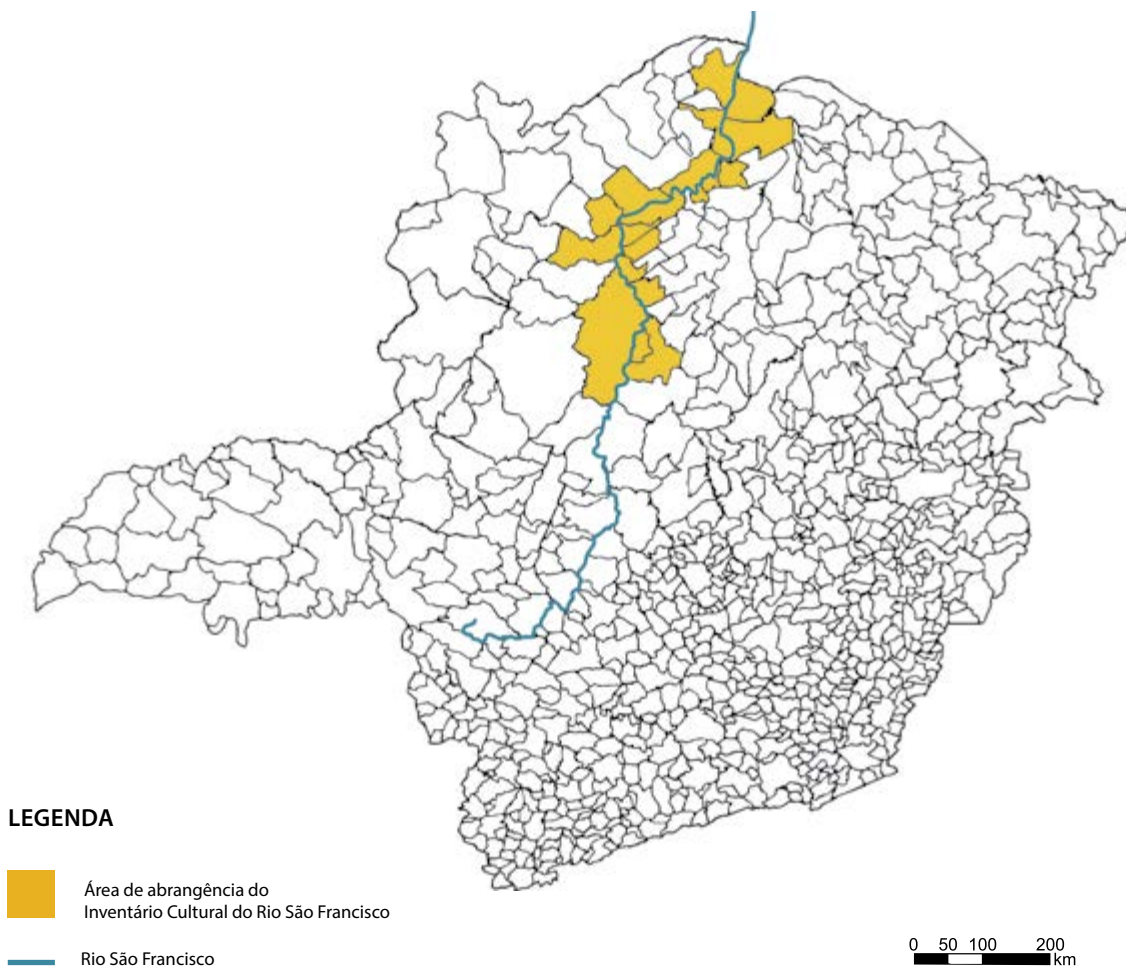 LEGENDA
Área de abrangência do
Inventário Cultural do Rio São Francisco
Rio São Francisco
0 50 100 200
km